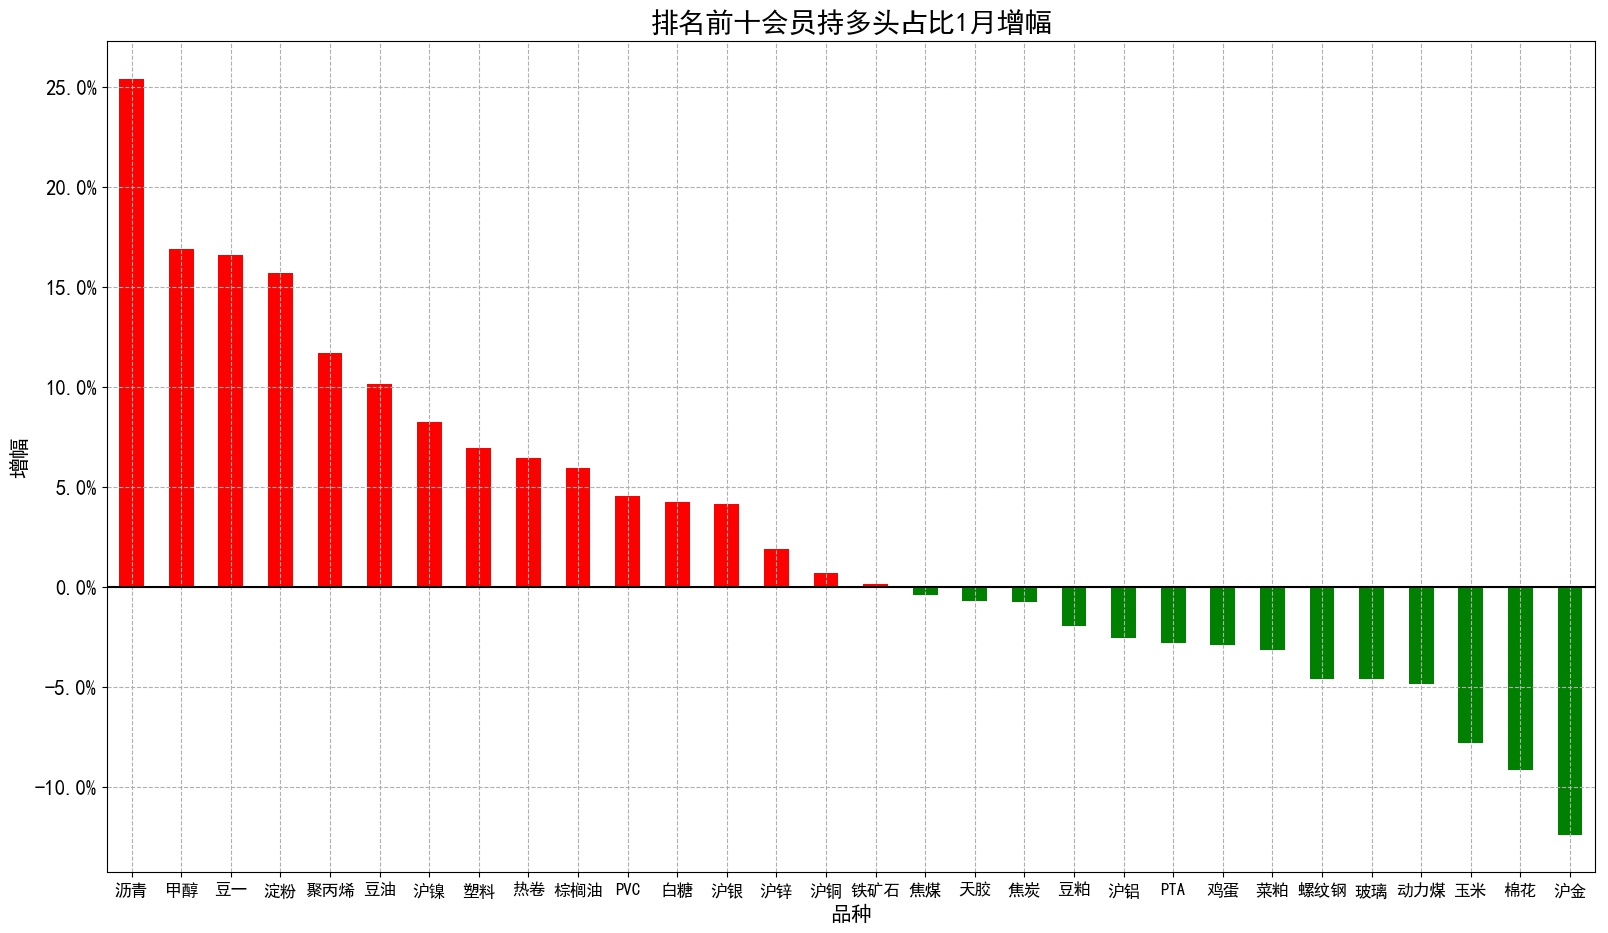 排名前十会员持多头占比1月增幅
增幅
25.0%
20.0%
15.0%
10.0%
5.0%
0.0%
−5.0%
−10.0%
沥青 甲醇 豆一 淀粉 聚丙烯 豆油 沪镍 塑料 热卷 棕榈油 PVC 白糖 沪银 沪锌 沪铜 铁矿石 焦煤 天胶 焦炭 豆粕 沪铝 PTA 鸡蛋 菜粕 螺纹钢 玻璃 动力煤 玉米 棉花 沪金
品种